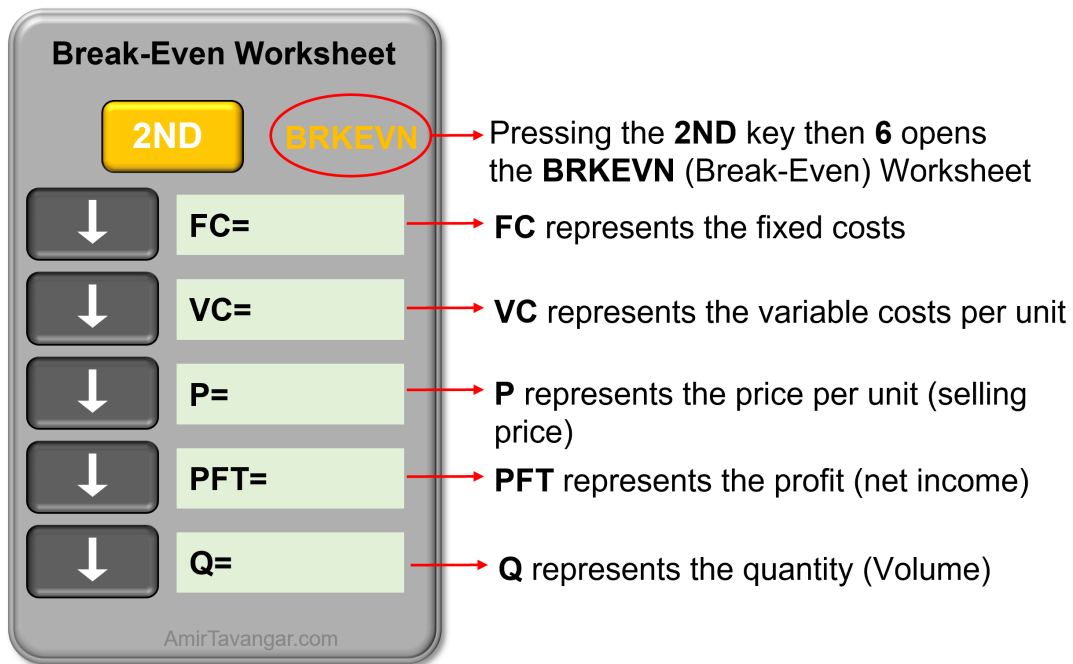 Break-Even Worksheet
2ND BRKEVN
Pressing the 2ND key then 6 opens
the BRKEVN (Break-Even) Worksheet
↓ FC= FC represents the fixed costs
↓ VC= VC represents the variable costs per unit
↓ P= P represents the price per unit (selling
price)
↓ PFT= PFT represents the profit (net income)
↓ Q= Q represents the quantity (Volume)
AmirTavangar.com